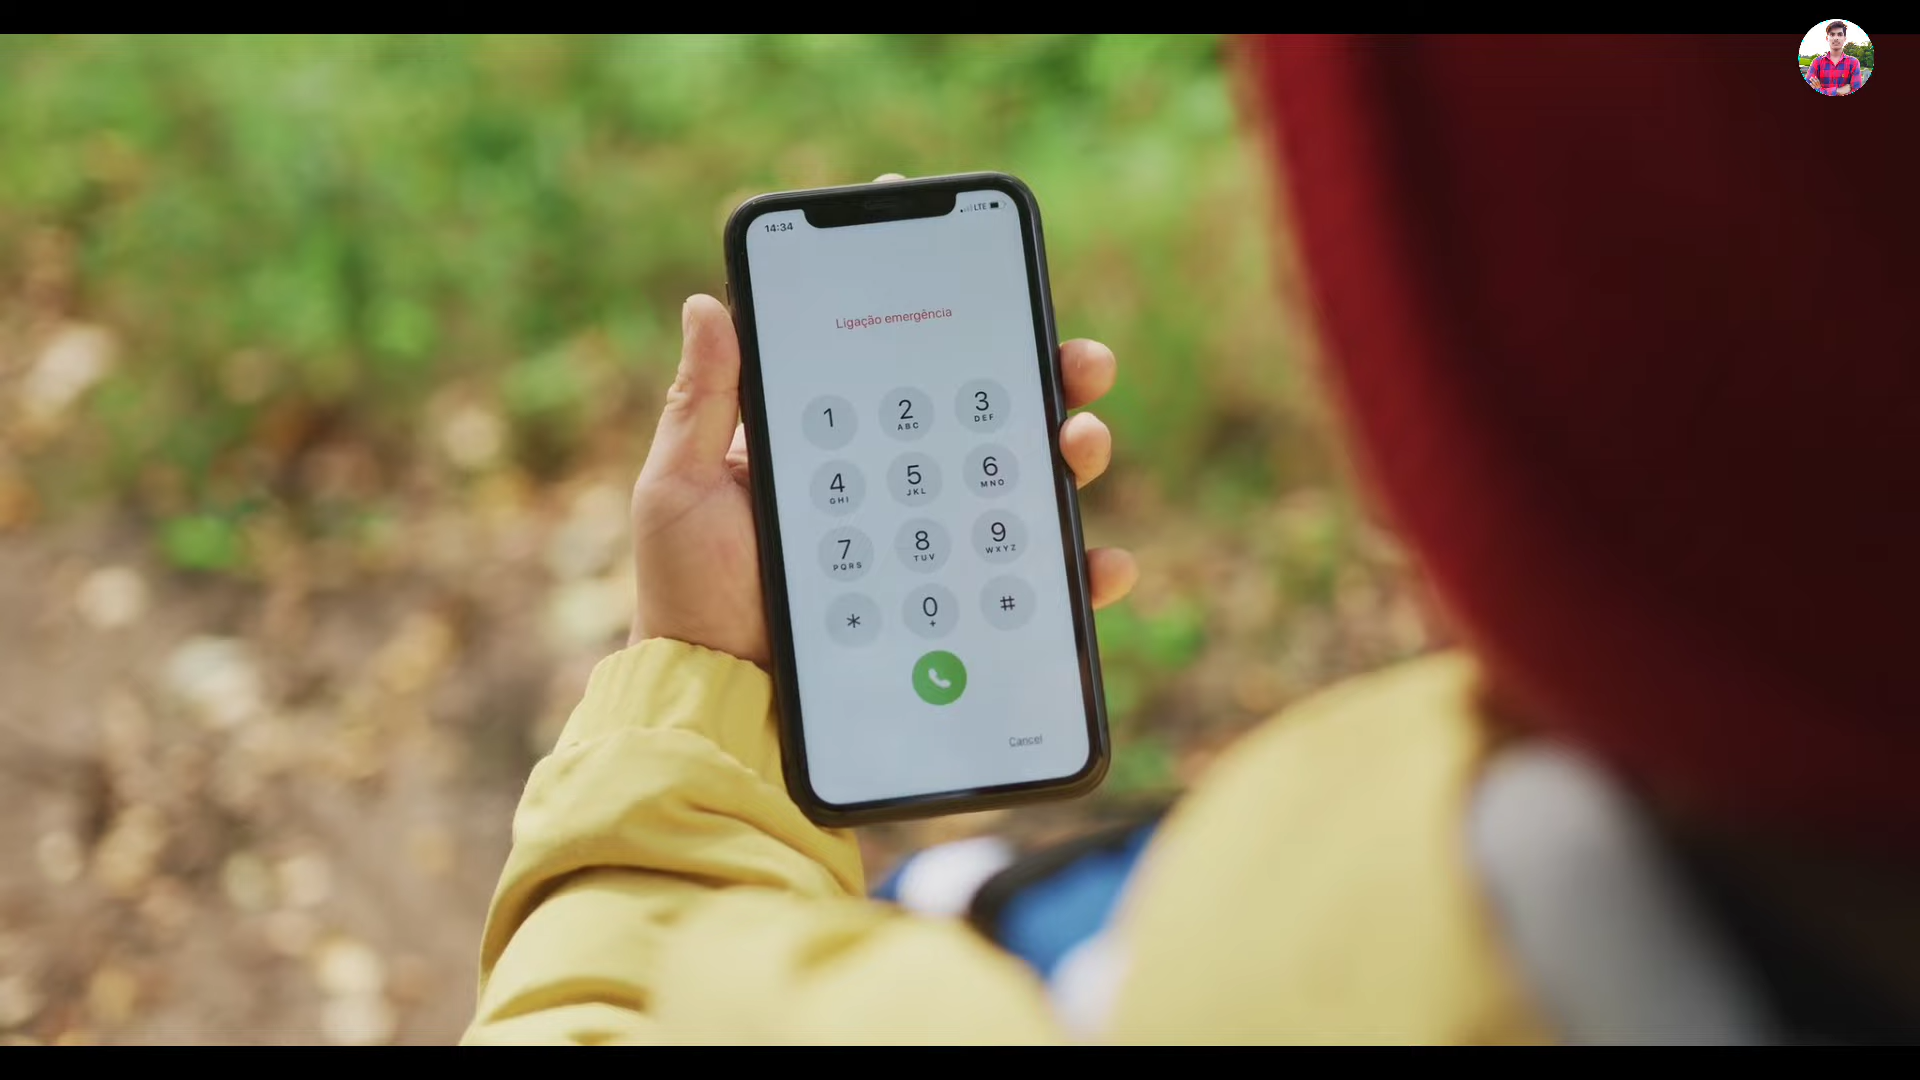 14:34
LTE
Ligação emergência
1
2
ABC
3
DEF
4
GHI
5
JKL
6
MNO
7
PQRS
8
TUV
9
WXYZ
*
0
+
#
Cancel